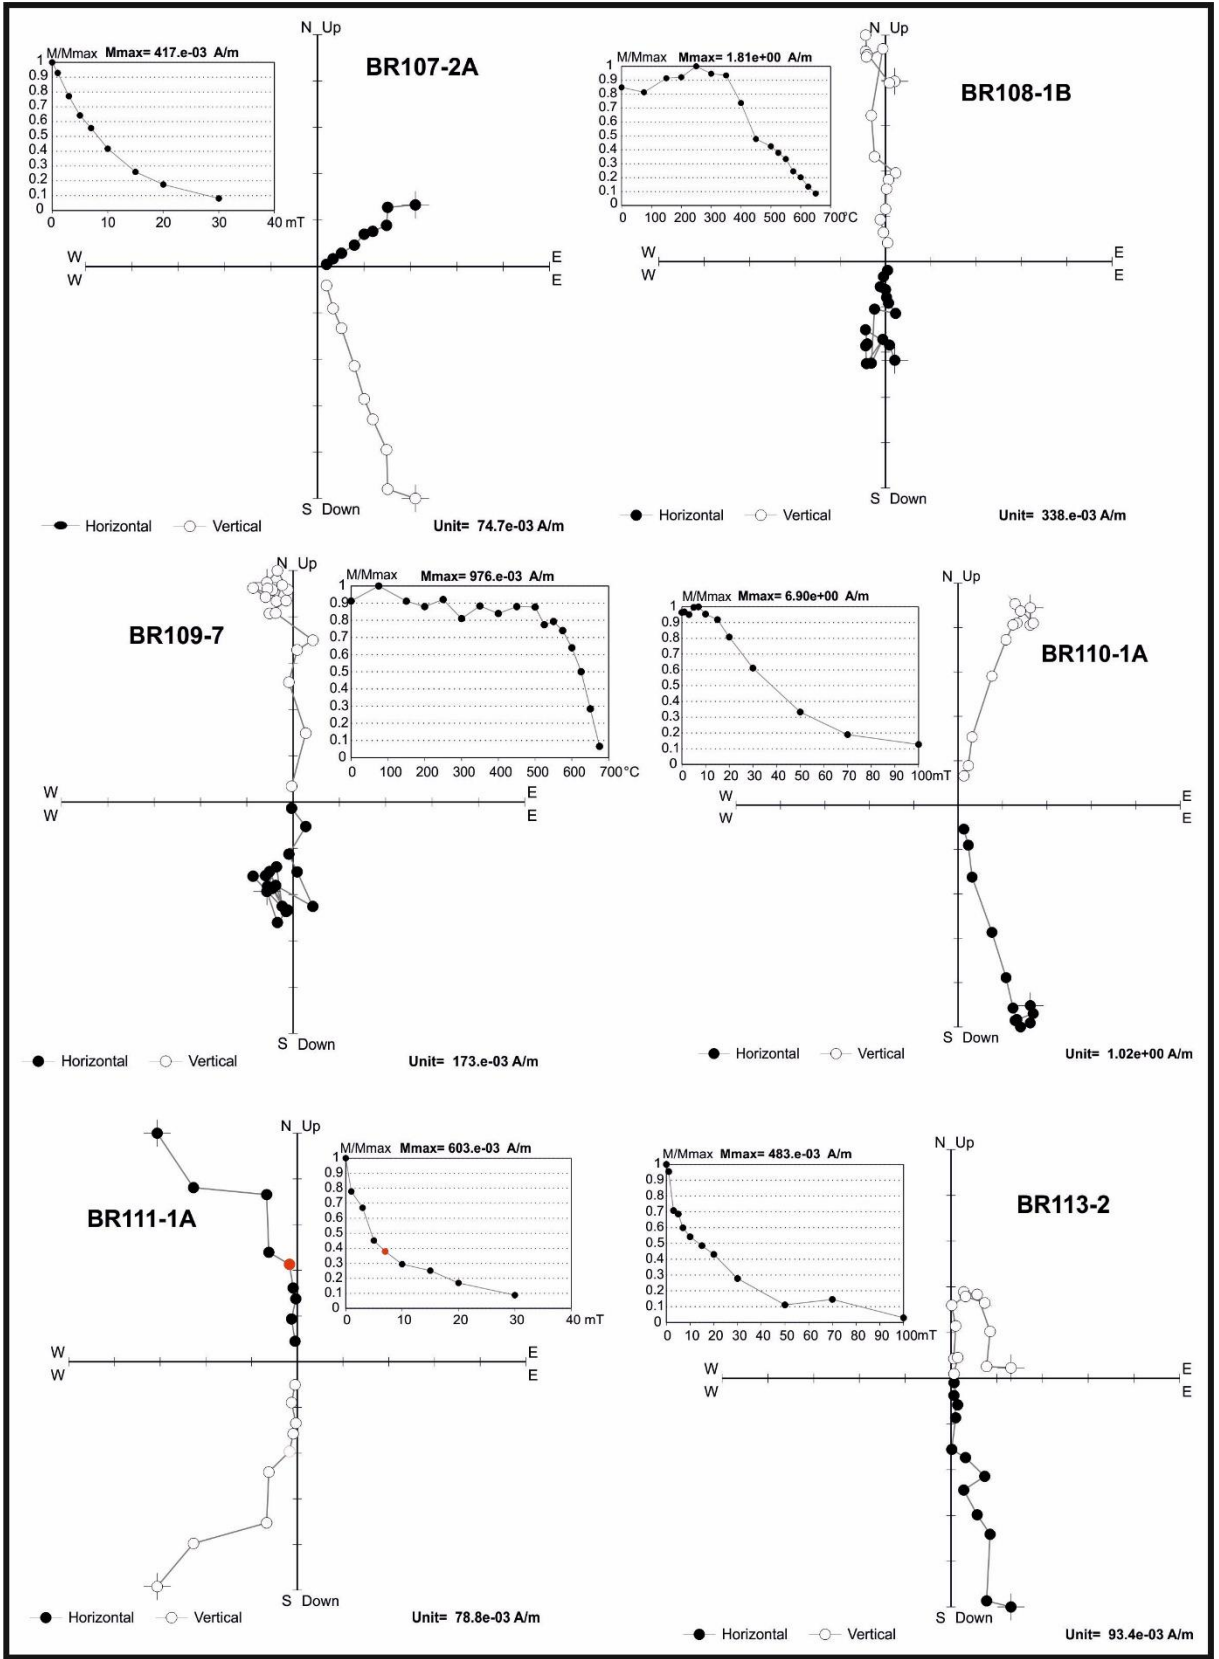 N Up
M/Mmax Mmax= 417.e-03 A/m
BR107-2A
1
0.9
0.8
0.7
0.6
0.5
0.4
0.3
0.2
0.1
0
0 10 20 30 40 mT
W E
W E
S Down
Horizontal Vertical Unit= 74.7e-03 A/m
N Up
M/Mmax Mmax= 1.81e+00 A/m
BR108-1B
1
0.9
0.8
0.7
0.6
0.5
0.4
0.3
0.2
0.1
0 100 200 300 400 500 600 700°C
W E
W E
S Down
Horizontal Vertical Unit= 338.e-03 A/m
N Up
M/Mmax Mmax= 976.e-03 A/m
BR109-7
1
0.9
0.8
0.7
0.6
0.5
0.4
0.3
0.2
0.1
0
0 100 200 300 400 500 600 700°C
W E
W E
S Down
Horizontal Vertical Unit= 173.e-03 A/m
N Up
M/Mmax Mmax= 6.90e+00 A/m
BR110-1A
1
0.9
0.8
0.7
0.6
0.5
0.4
0.3
0.2
0.1
0
0 10 20 30 40 50 60 70 80 90 100mT
W E
W E
S Down
Horizontal Vertical Unit= 1.02e+00 A/m
N Up
M/Mmax Mmax= 603.e-03 A/m
BR111-1A
1
0.9
0.8
0.7
0.6
0.5
0.4
0.3
0.2
0.1
0
0 10 20 30 40 mT
W E
W E
S Down
Horizontal Vertical Unit= 78.8e-03 A/m
N Up
M/Mmax Mmax= 483.e-03 A/m
BR113-2
1
0.9
0.8
0.7
0.6
0.5
0.4
0.3
0.2
0.1
0 10 20 30 40 50 60 70 80 90 100mT
W E
W E
S Down
Horizontal Vertical Unit= 93.4e-03 A/m